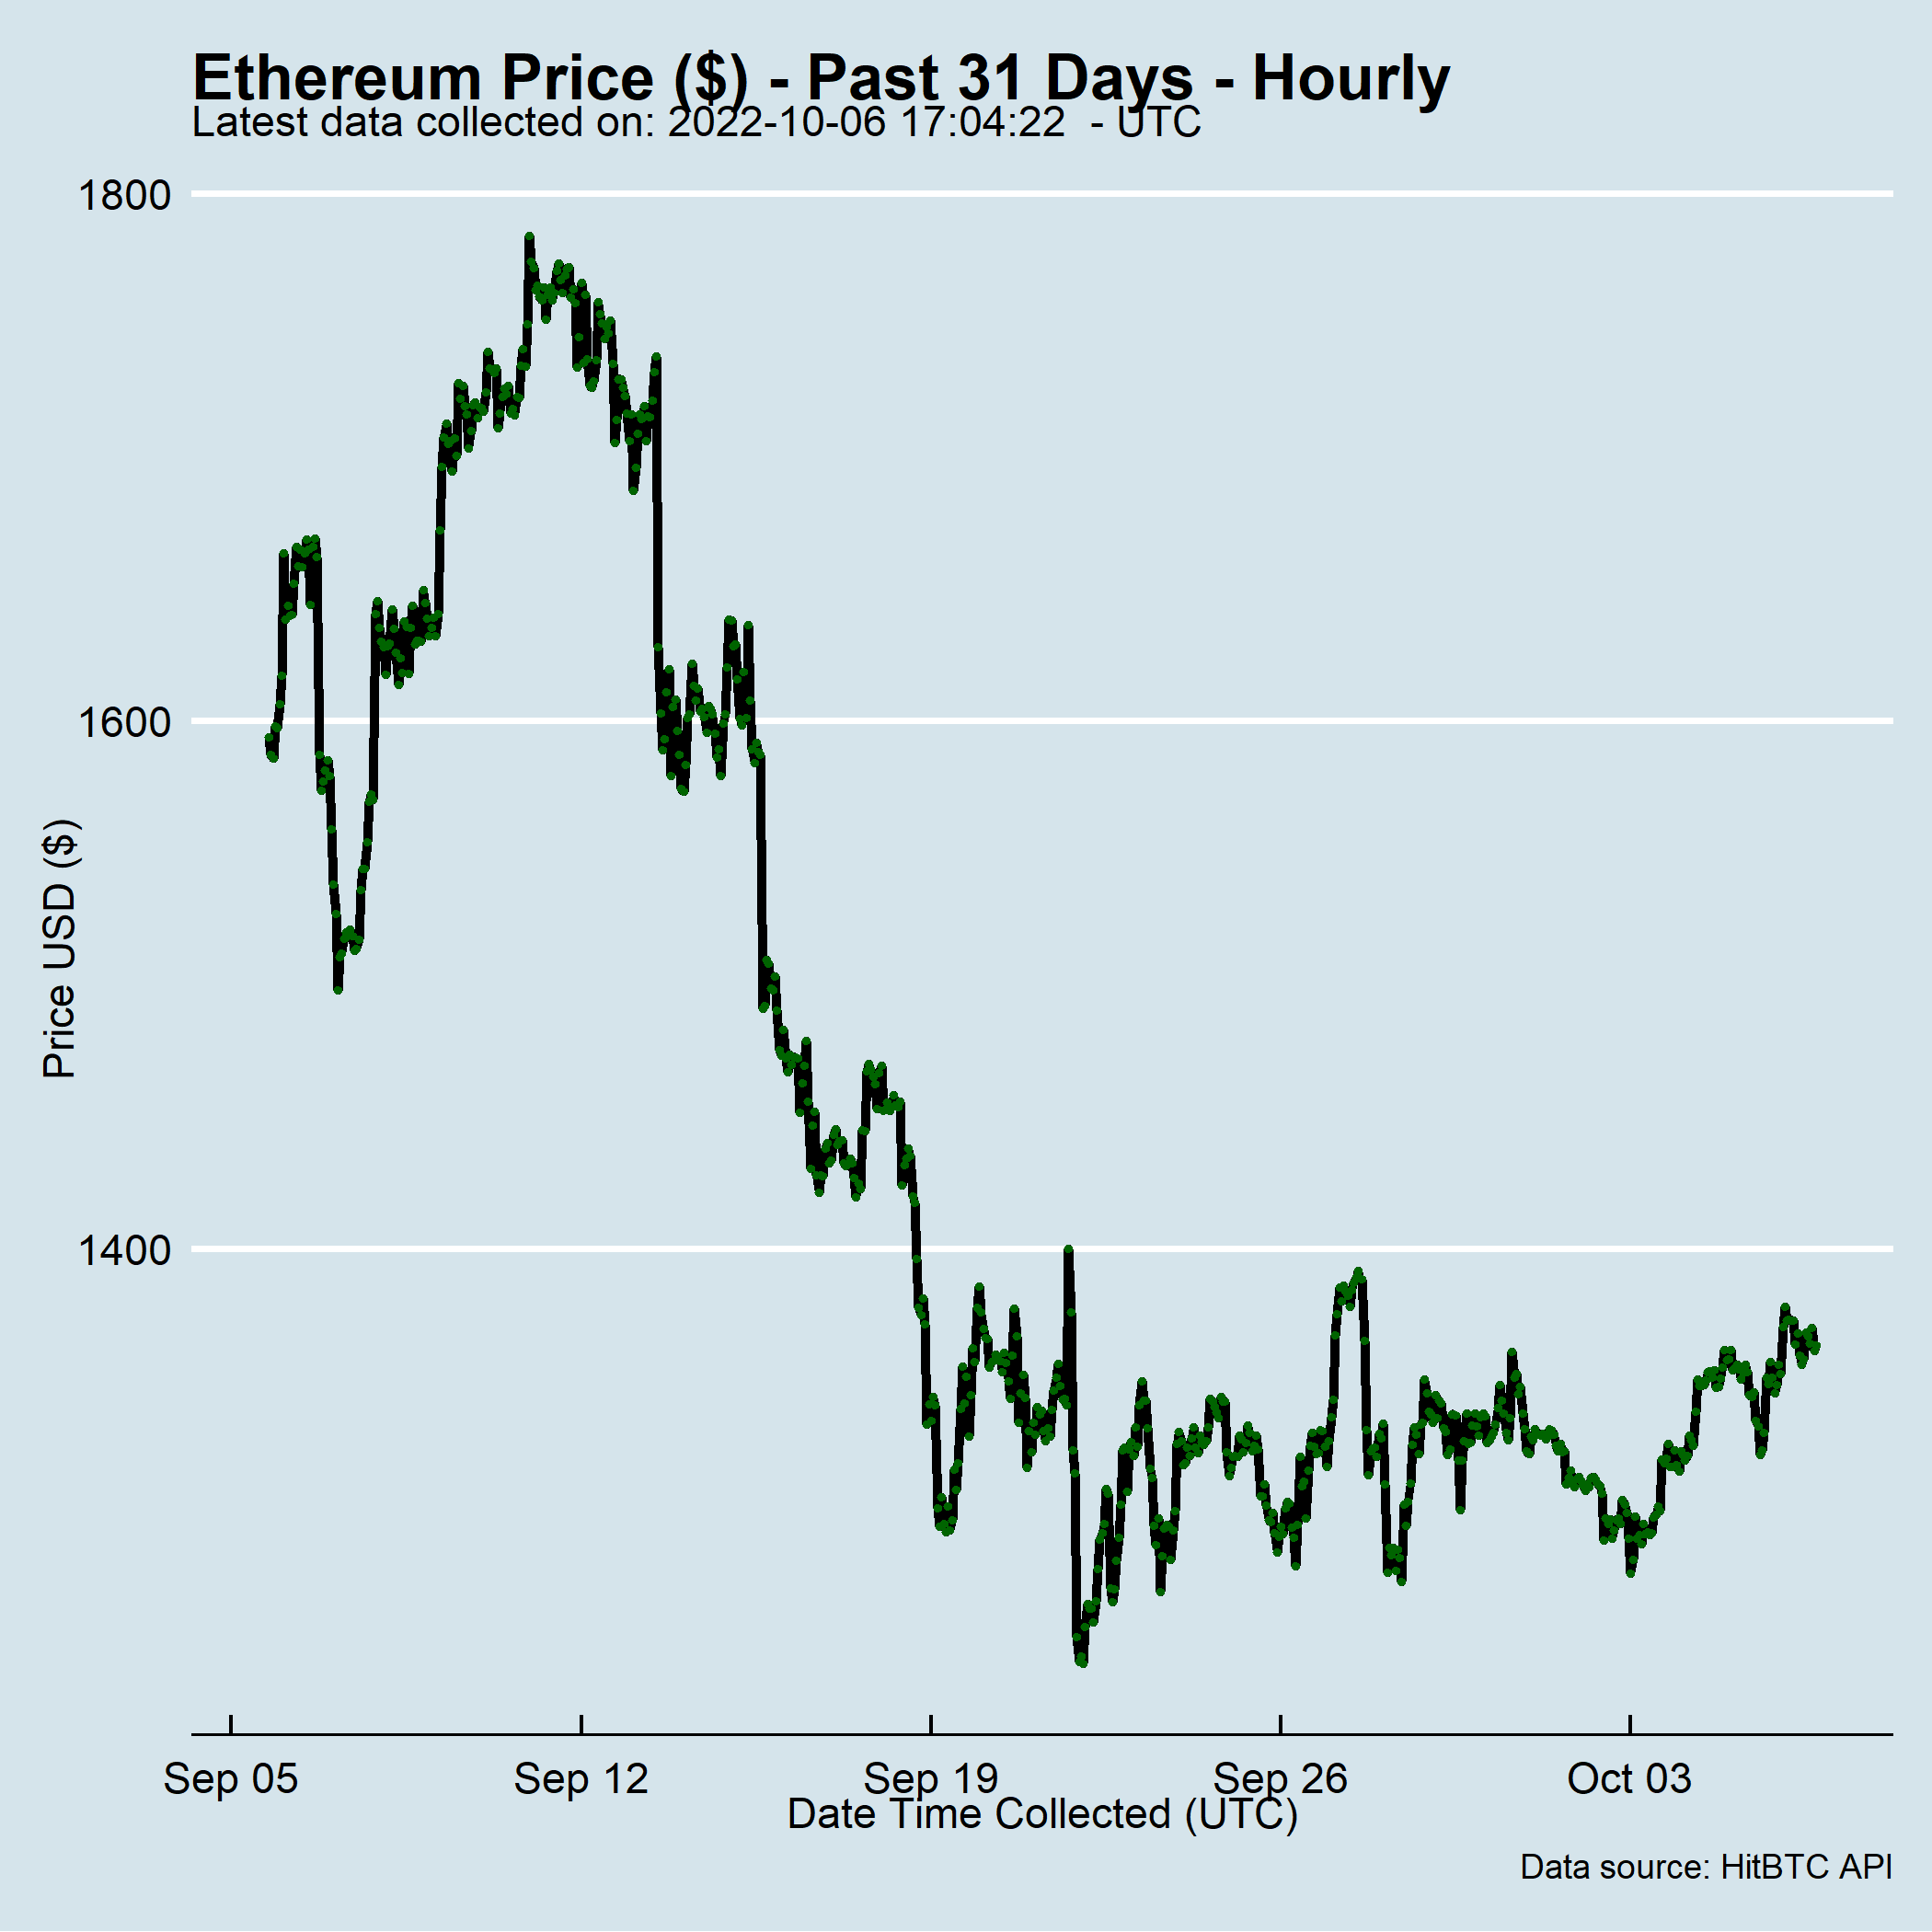 Ethereum Price ($) - Past 31 Days - Hourly
Latest data collected on: 2022-10-06 17:04:22  - UTC
1800
1600
1400
Price USD ($)
Sep 05
Sep 12
Sep 19
Sep 26
Oct 03
Date Time Collected (UTC)
Data source: HitBTC API